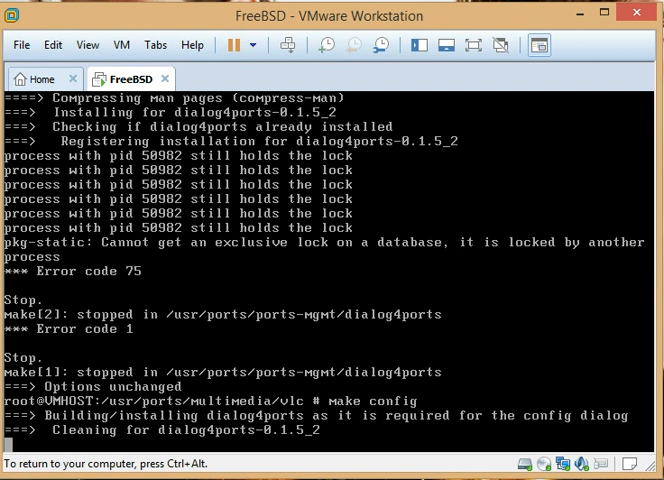 FreeBSD - VMware Workstation
File Edit View VM Tabs Help
Home FreeBSD
====> Compressing man pages (compress-man)
===>  Installing for dialog4ports-0.1.5_2
===>  Checking if dialog4ports already installed
===>   Registering installation for dialog4ports-0.1.5_2
process with pid 50982 still holds the lock
process with pid 50982 still holds the lock
process with pid 50982 still holds the lock
process with pid 50982 still holds the lock
process with pid 50982 still holds the lock
process with pid 50982 still holds the lock
pkg-static: Cannot get an exclusive lock on a database, it is locked by another
process
*** Error code 75
Stop.
make[2]: stopped in /usr/ports/ports-mgmt/dialog4ports
*** Error code 1
Stop.
make[1]: stopped in /usr/ports/ports-mgmt/dialog4ports
===> Options unchanged
root@VMHOST:/usr/ports/multimedia/vlc # make config
===> Building/installing dialog4ports as it is required for the config dialog
===>  Cleaning for dialog4ports-0.1.5_2
To return to your computer, press Ctrl+Alt.